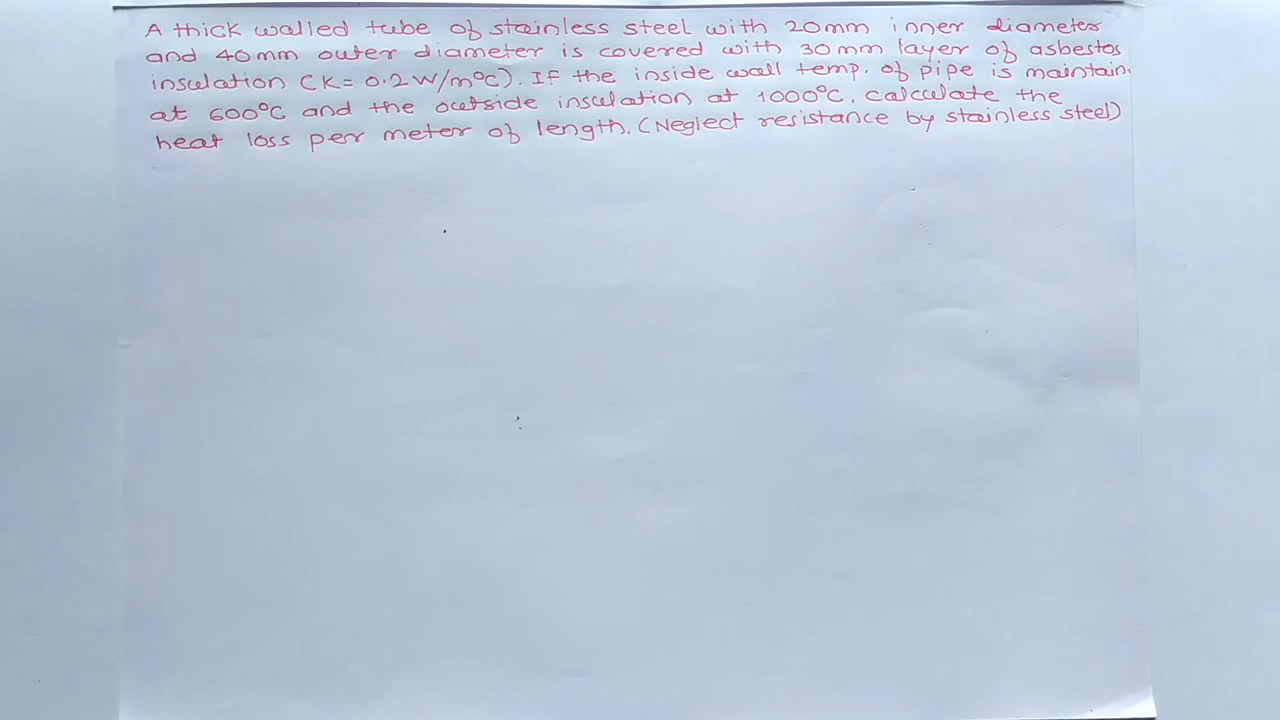 A thick walled tube of stainless steel with 20mm inner diameter
and 40mm outer diameter is covered with 30mm layer of asbestos
insulation (K=0.2W/m°C). If the inside wall temp. of pipe is maintain.
at 600°C and the outside insulation at 1000°C. calculate the
heat loss per meter of length. (Neglect resistance by stainless steel)